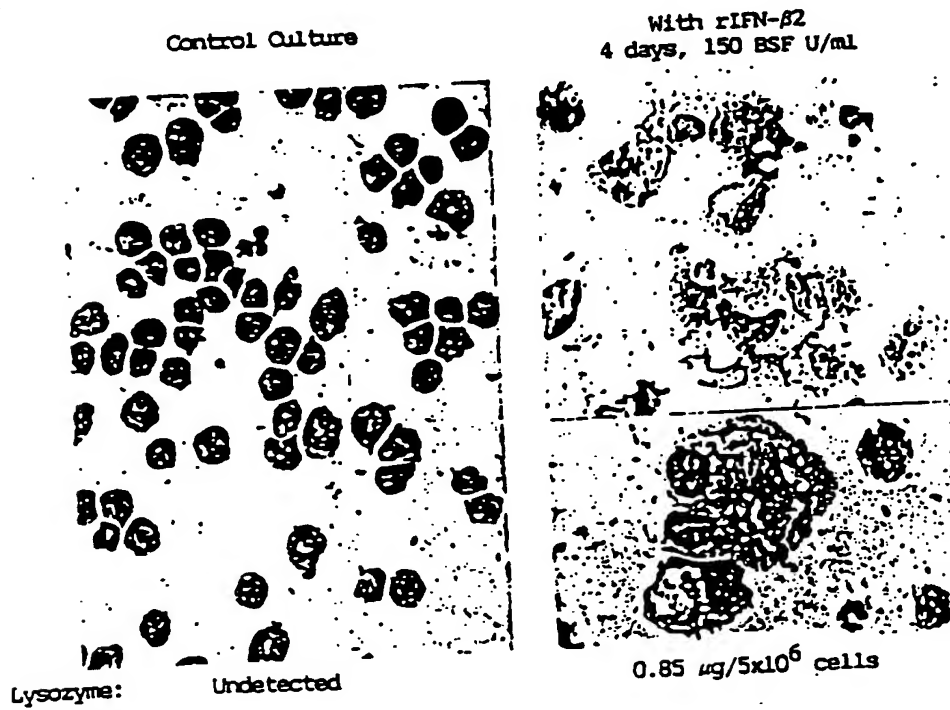 Control Culture
With rIFN-β2
4 days, 150 BSF U/ml
Lysozyme: Undetected
0.85 μg/5x10⁶ cells